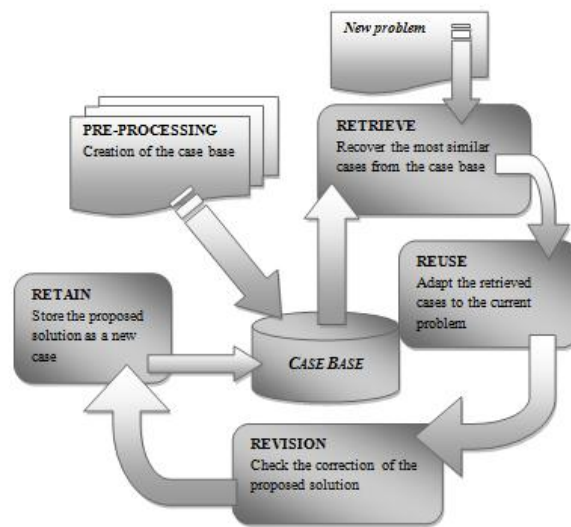 New problem
PRE-PROCESSING
Creation of the case base
RETRIEVE
Recover the most similar
cases from the case base
REUSE
Adapt the retrieved
cases to the current
problem
RETAIN
Store the proposed
solution as a new
case
CASE BASE
REVISION
Check the correction of the
proposed solution